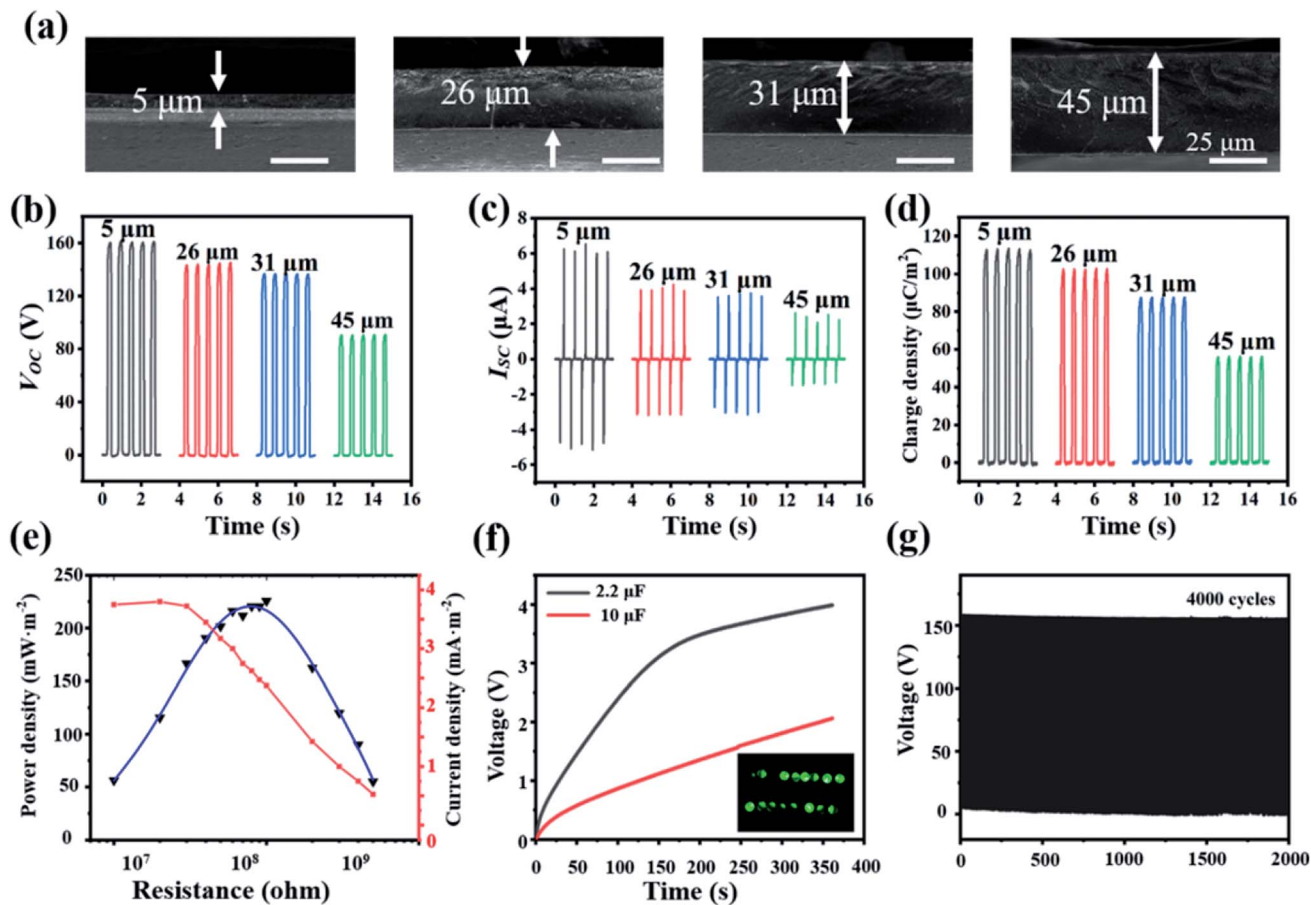 (a)
5 μm
26 μm
31 μm
45 μm
25 μm
(b)
160
120
80
40
0
V_OC (V)
5 μm
26 μm
31 μm
45 μm
0 2 4 6 8 10 12 14 16
Time (s)
(c)
8
6
4
2
0
-2
-4
-6
I_SC (μA)
5 μm
26 μm
31 μm
45 μm
0 2 4 6 8 10 12 14 16
Time (s)
(d)
120
100
80
60
40
20
0
Charge density (μC/m²)
5 μm
26 μm
31 μm
45 μm
0 2 4 6 8 10 12 14 16
Time (s)
(e)
250
200
150
100
50
0
Power density (mW·m⁻²)
4
3
2
1
0
Current density (mA·m⁻²)
10⁷ 10⁸ 10⁹
Resistance (ohm)
(f)
4
3
2
1
0
Voltage (V)
2.2 μF
10 μF
0 50 100 150 200 250 300 350 400
Time (s)
(g)
150
100
50
0
Voltage (V)
4000 cycles
0 500 1000 1500 2000